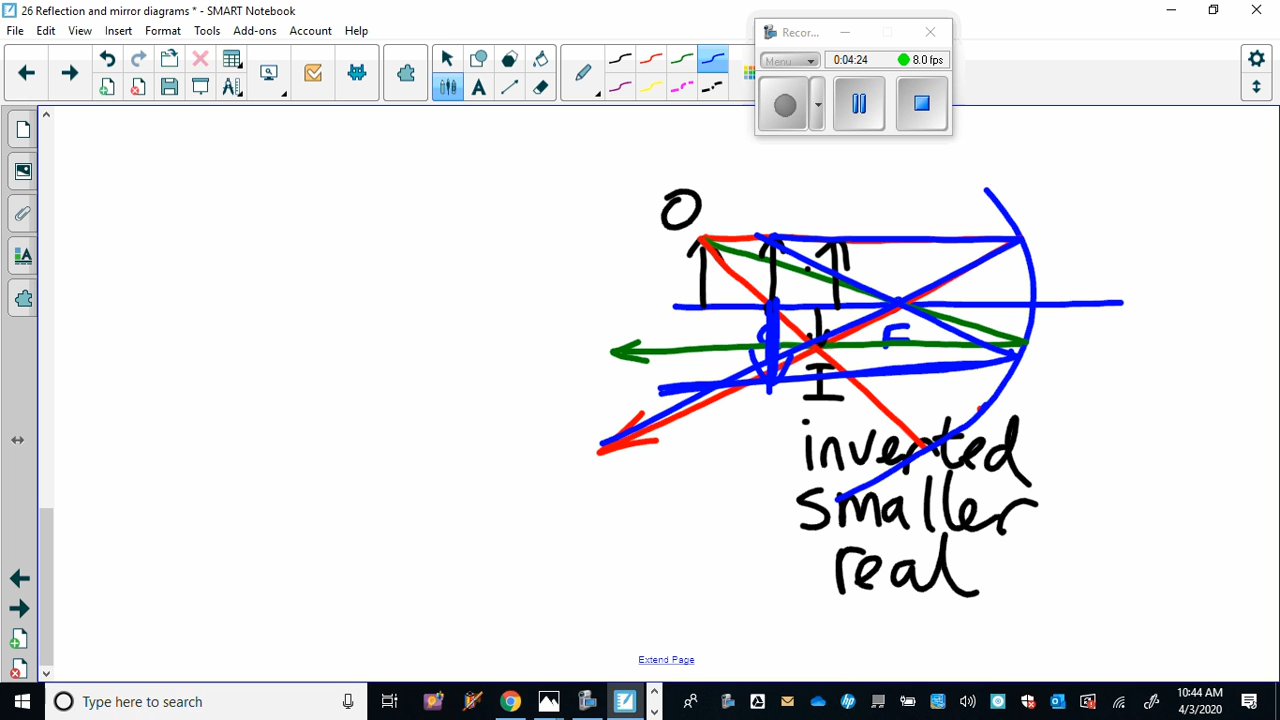 26 Reflection and mirror diagrams * - SMART Notebook
File Edit View Insert Format Tools Add-ons Account Help
Recor...
Menu 0:04:24 8.0 fps
O
F
I
inverted
smaller
real
Extend Page
Type here to search
10:44 AM
4/3/2020